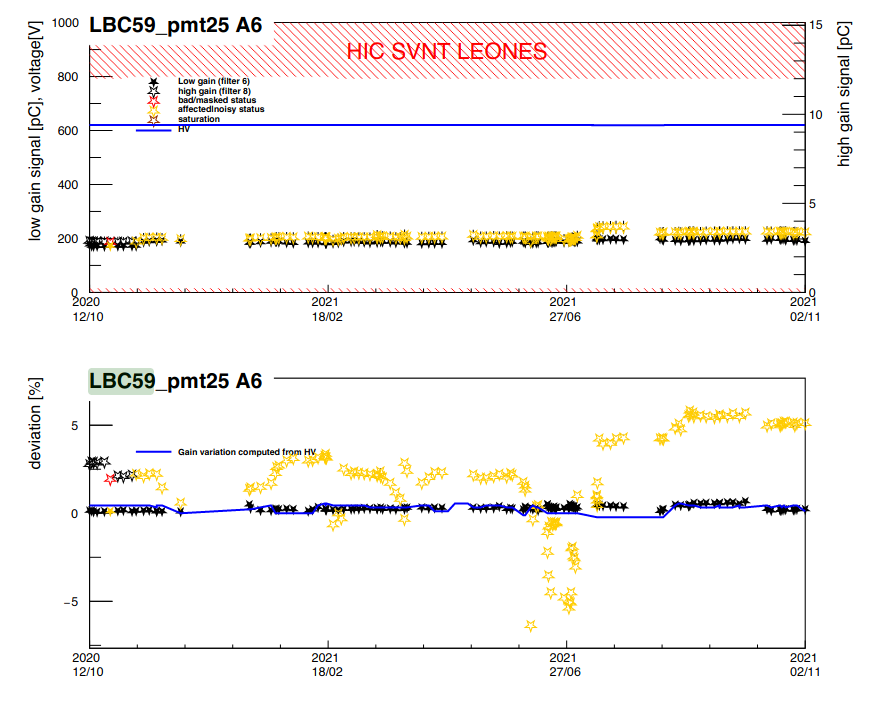 LBC59_pmt25 A6
HIC SVNT LEONES
low gain signal [pC], voltage[V]
high gain signal [pC]
1000
800
600
400
200
0
15
10
5
0
Low gain (filter 6)
high gain (filter 8)
bad/masked status
affected|noisy status
saturation
HV
2020
12/10
2021
18/02
2021
27/06
2021
02/11
LBC59_pmt25 A6
deviation [%]
5
0
−5
Gain variation computed from HV
2020
12/10
2021
18/02
2021
27/06
2021
02/11